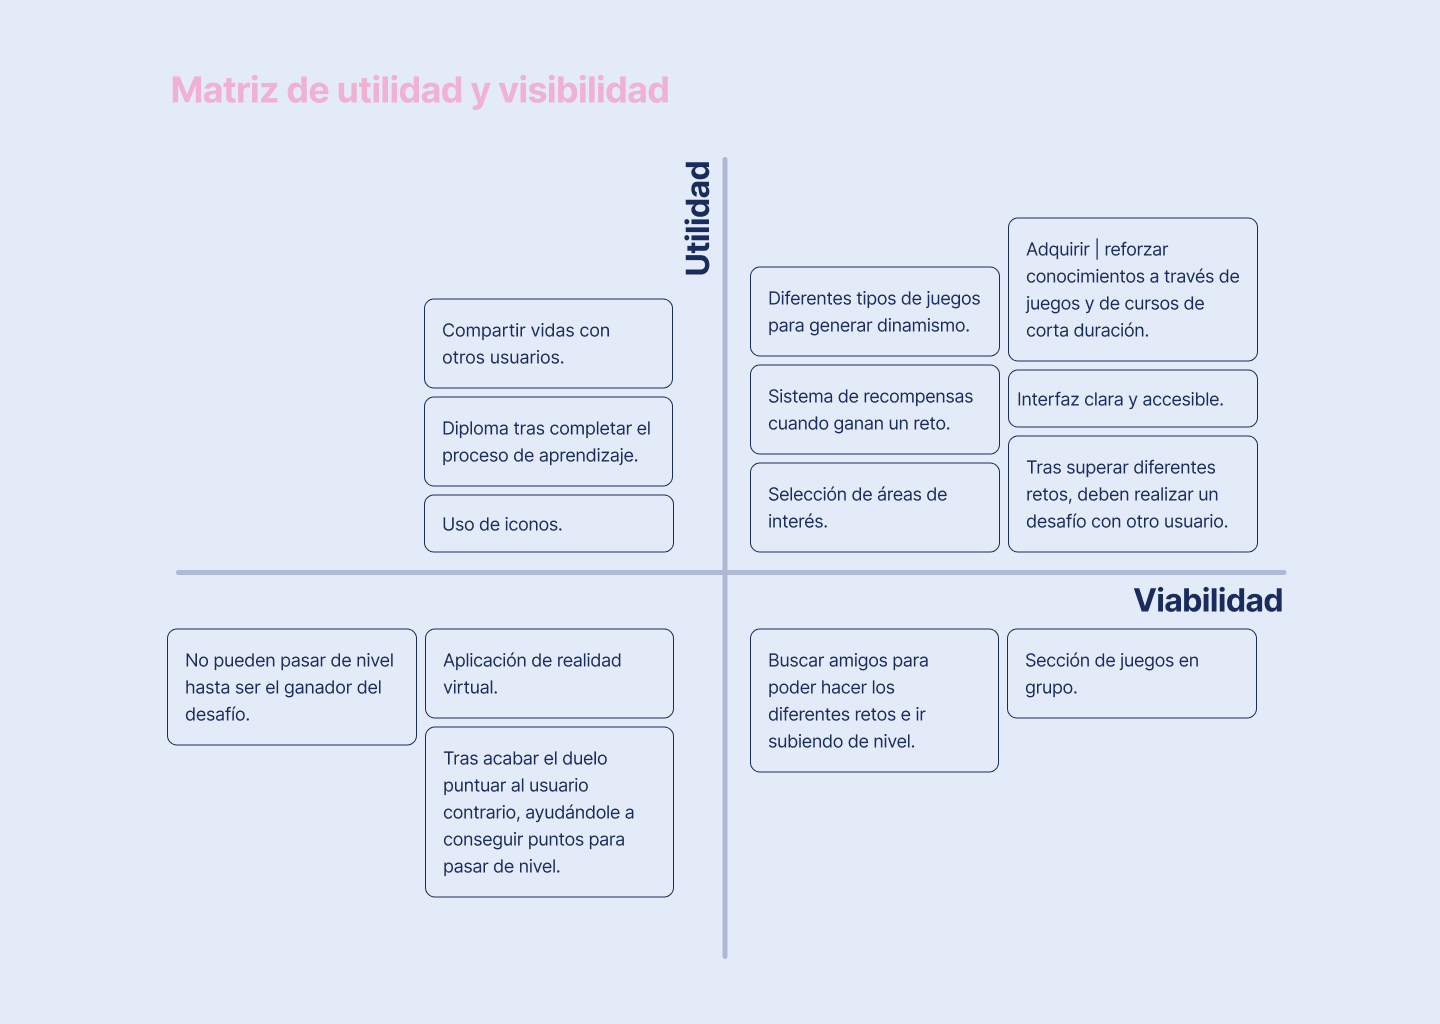 Matriz de utilidad y visibilidad
Utilidad
Compartir vidas con
otros usuarios.
Diploma tras completar el
proceso de aprendizaje.
Uso de iconos.
Diferentes tipos de juegos
para generar dinamismo.
Sistema de recompensas
cuando ganan un reto.
Selección de áreas de
interés.
Adquirir | reforzar
conocimientos a través de
juegos y de cursos de
corta duración.
Interfaz clara y accesible.
Tras superar diferentes
retos, deben realizar un
desafío con otro usuario.
Viabilidad
No pueden pasar de nivel
hasta ser el ganador del
desafío.
Aplicación de realidad
virtual.
Tras acabar el duelo
puntuar al usuario
contrario, ayudándole a
conseguir puntos para
pasar de nivel.
Buscar amigos para
poder hacer los
diferentes retos e ir
subiendo de nivel.
Sección de juegos en
grupo.